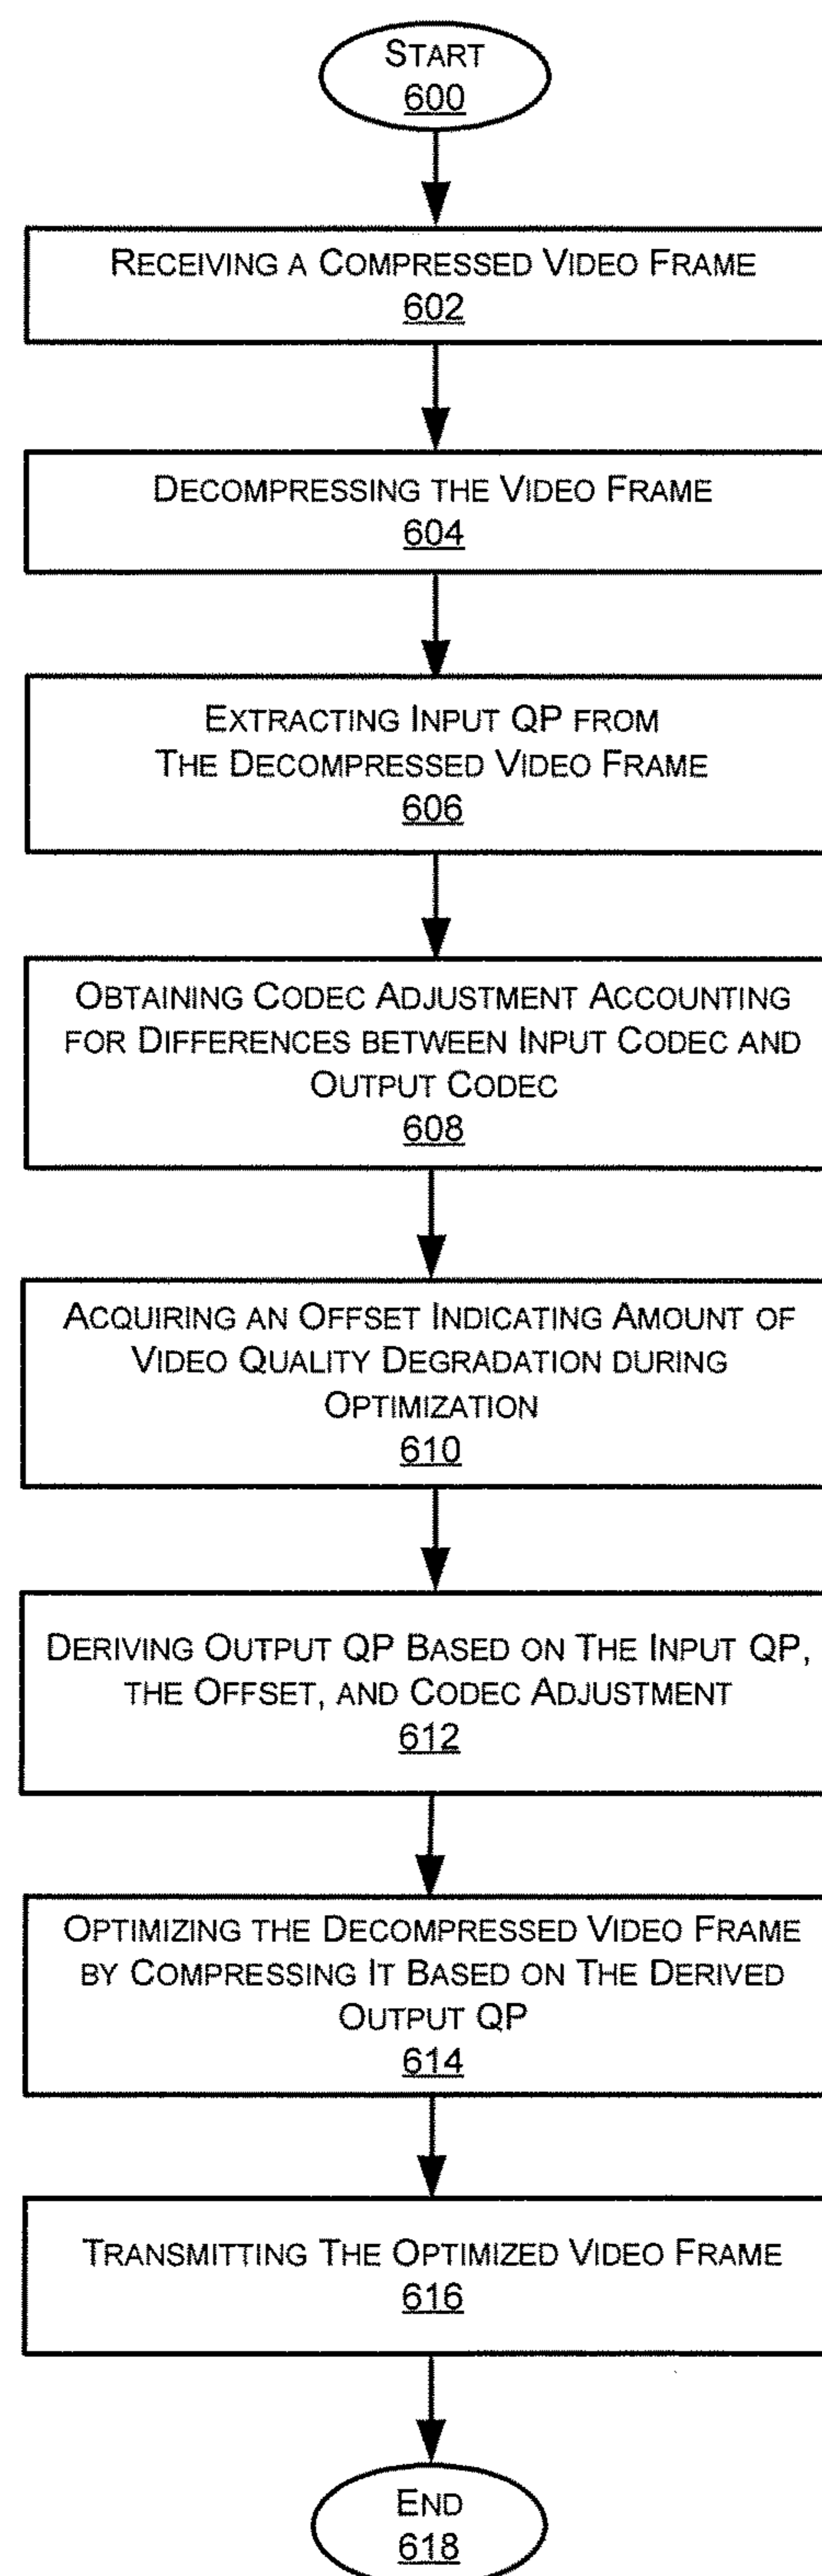 START
600
RECEIVING A COMPRESSED VIDEO FRAME
602
DECOMPRESSING THE VIDEO FRAME
604
EXTRACTING INPUT QP FROM
THE DECOMPRESSED VIDEO FRAME
606
OBTAINING CODEC ADJUSTMENT ACCOUNTING
FOR DIFFERENCES BETWEEN INPUT CODEC AND
OUTPUT CODEC
608
ACQUIRING AN OFFSET INDICATING AMOUNT OF
VIDEO QUALITY DEGRADATION DURING
OPTIMIZATION
610
DERIVING OUTPUT QP BASED ON THE INPUT QP,
THE OFFSET, AND CODEC ADJUSTMENT
612
OPTIMIZING THE DECOMPRESSED VIDEO FRAME
BY COMPRESSING IT BASED ON THE DERIVED
OUTPUT QP
614
TRANSMITTING THE OPTIMIZED VIDEO FRAME
616
END
618